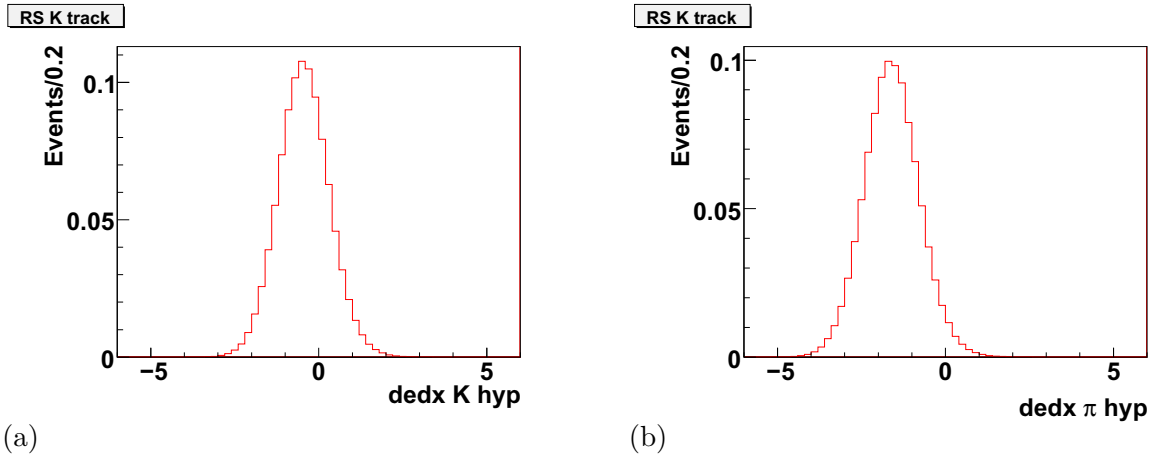 RS K track
Events/0.2
0.1
0.05
0
−5 0 5
dedx K hyp
(a)
RS K track
Events/0.2
0.1
0.05
0
−5 0 5
dedx π hyp
(b)